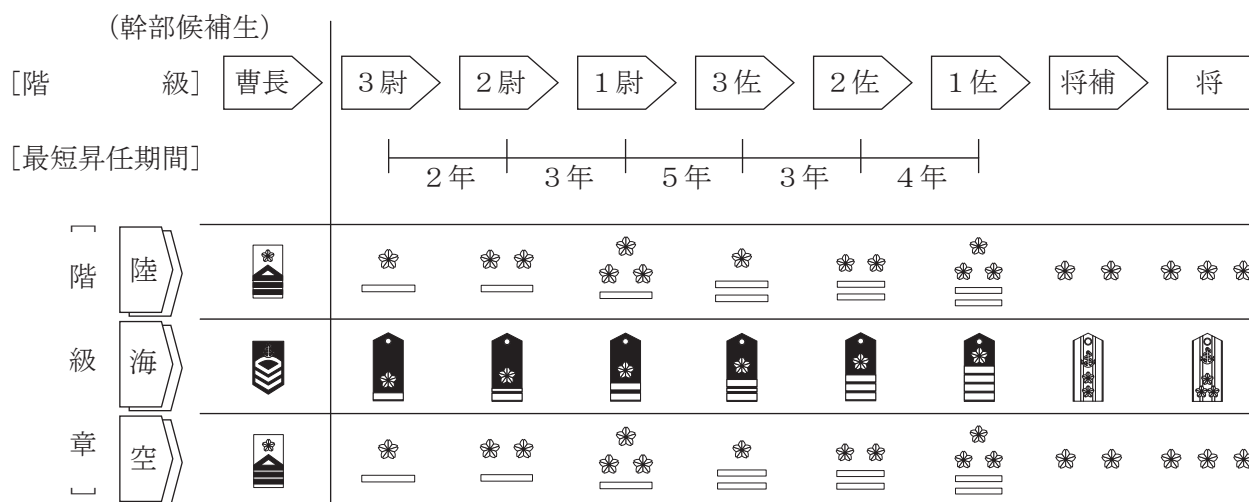 (幹部候補生)
[階　　　級] 曹長 3尉 2尉 1尉 3佐 2佐 1佐 将補 将
[最短昇任期間]
2年 3年 5年 3年 4年
[階級章]
陸
海
空